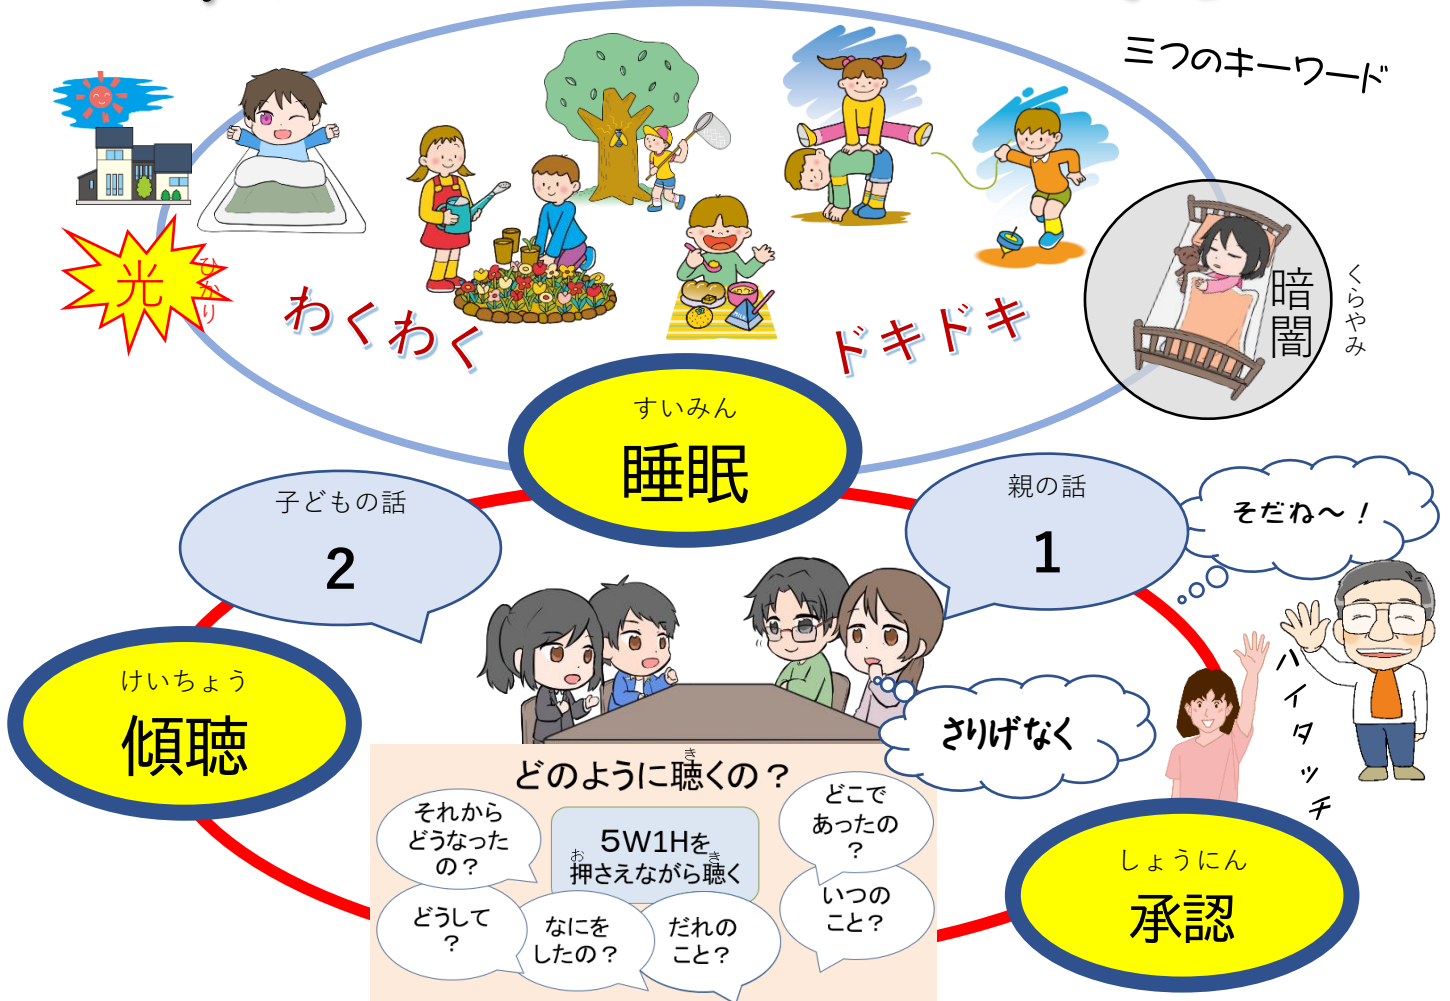 三つのキーワード
光
ひかり
わくわく
ドキドキ
暗闇
くらやみ
すいみん
睡眠
子どもの話
2
親の話
1
そだね～！
さりげなく
ハイタッチ
けいちょう
傾聴
しょうにん
承認
き
どのように聴くの？
それから
どうなった
の？
5W1Hを
お き
押さえながら聴く
どこで
あったの
？
どうして
？
なにを
したの？
だれの
こと？
いつの
こと？